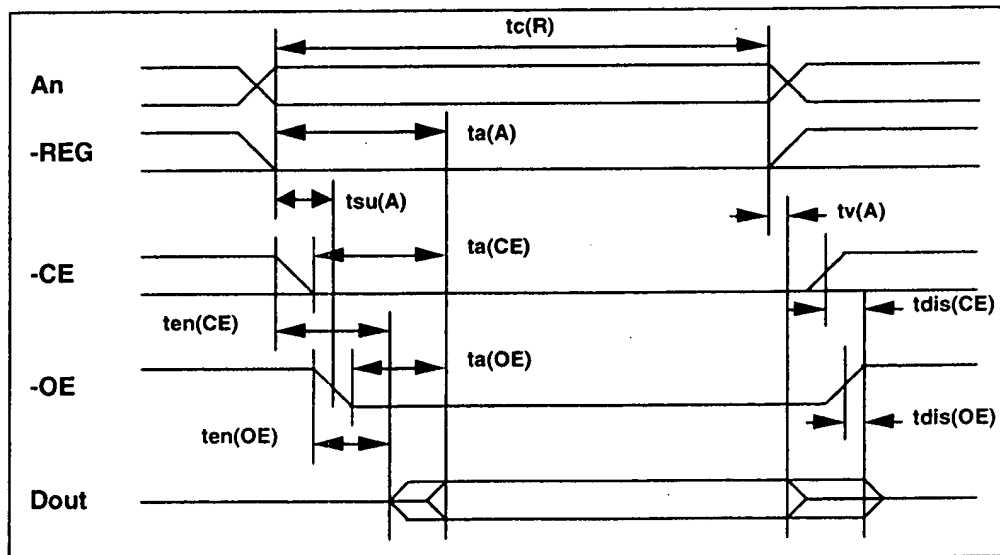 tc(R)
An
ta(A)
-REG
tsu(A)
tv(A)
ta(CE)
-CE
ten(CE)
tdis(CE)
ta(OE)
-OE
tdis(OE)
ten(OE)
Dout